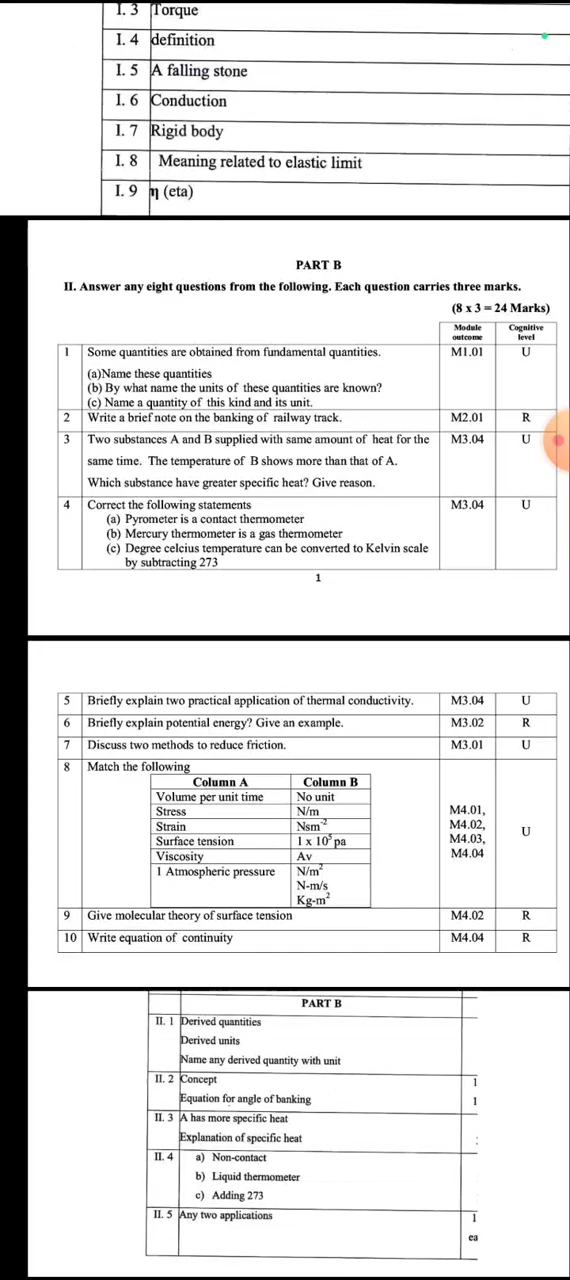 I. 3 Torque
I. 4 definition
I. 5 A falling stone
I. 6 Conduction
I. 7 Rigid body
I. 8 Meaning related to elastic limit
I. 9 η (eta)
PART B
II. Answer any eight questions from the following. Each question carries three marks.
(8 x 3 = 24 Marks)
Module outcome Cognitive level
1 Some quantities are obtained from fundamental quantities. M1.01 U
(a)Name these quantities
(b) By what name the units of these quantities are known?
(c) Name a quantity of this kind and its unit.
2 Write a brief note on the banking of railway track. M2.01 R
3 Two substances A and B supplied with same amount of heat for the M3.04 U
same time. The temperature of B shows more than that of A.
Which substance have greater specific heat? Give reason.
4 Correct the following statements M3.04 U
(a) Pyrometer is a contact thermometer
(b) Mercury thermometer is a gas thermometer
(c) Degree celcius temperature can be converted to Kelvin scale
by subtracting 273
1
5 Briefly explain two practical application of thermal conductivity. M3.04 U
6 Briefly explain potential energy? Give an example. M3.02 R
7 Discuss two methods to reduce friction. M3.01 U
8 Match the following
Column A Column B
Volume per unit time No unit
Stress N/m M4.01,
Strain Nsm⁻² M4.02,
Surface tension 1 x 10⁵ pa M4.03, U
Viscosity Av M4.04
1 Atmospheric pressure N/m²
N-m/s
Kg-m²
9 Give molecular theory of surface tension M4.02 R
10 Write equation of continuity M4.04 R
PART B
II. 1 Derived quantities
Derived units
Name any derived quantity with unit
II. 2 Concept 1
Equation for angle of banking 1
II. 3 A has more specific heat
Explanation of specific heat
II. 4 a) Non-contact
b) Liquid thermometer
c) Adding 273
II. 5 Any two applications 1
ea